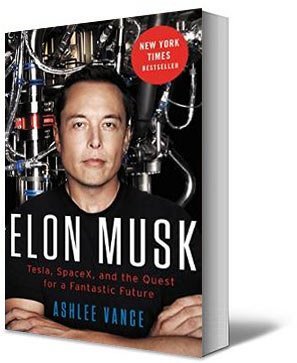 NEW YORK
TIMES
BESTSELLER
ELON MUSK
Tesla, SpaceX, and the Quest
for a Fantastic Future
ASHLEE VANCE